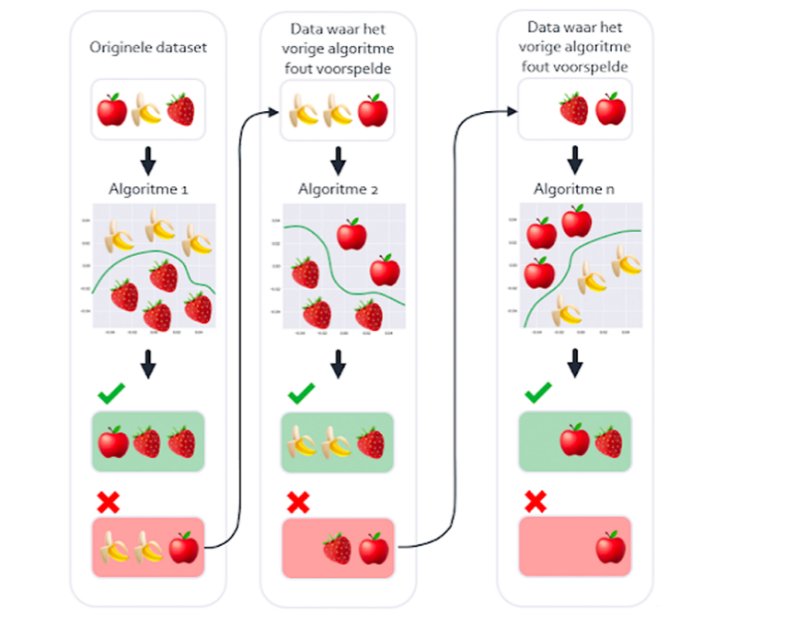 Originele dataset
Data waar het
vorige algoritme
fout voorspelde
Data waar het
vorige algoritme
fout voorspelde
Algoritme 1
Algoritme 2
Algoritme n